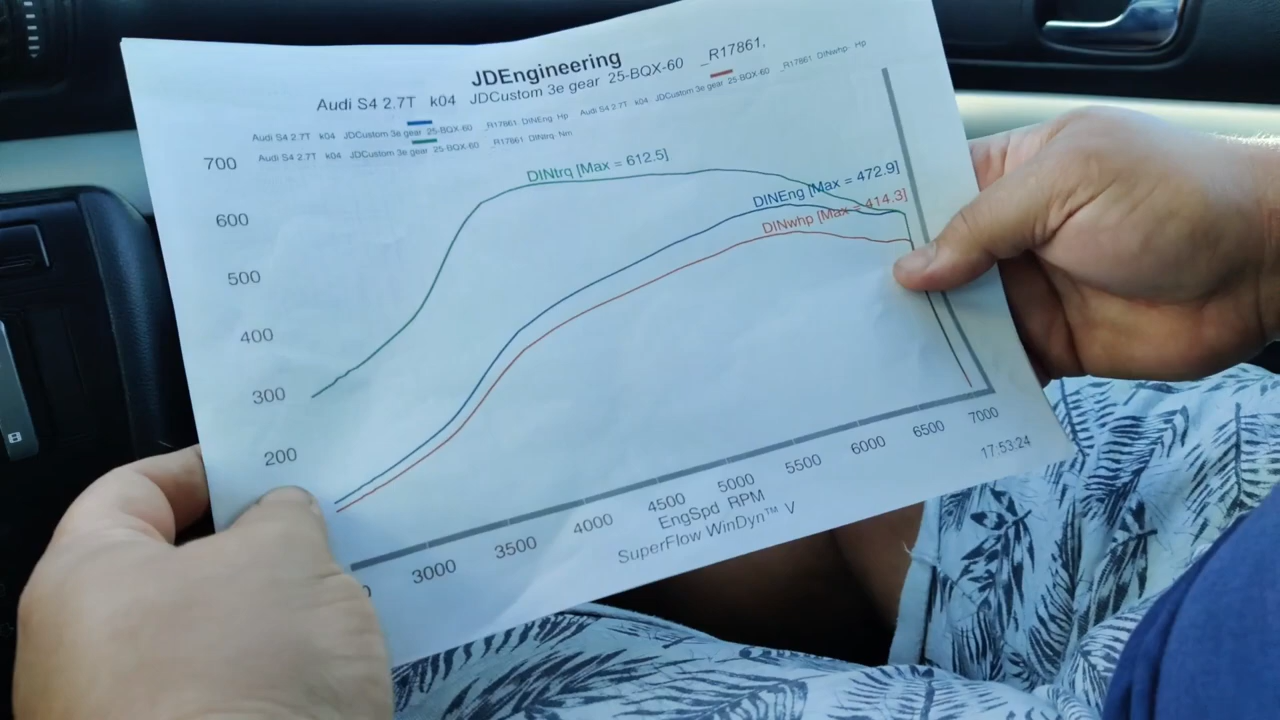 JDEngineering
Audi S4 2.7T k04 JDCustom 3e gear 25-BQX-60 _R17861,
Audi S4 2.7T k04 JDCustom 3e gear 25-BQX-60 _R17861 DINEng Hp
Audi S4 2.7T k04 JDCustom 3e gear 25-BQX-60 _R17861 DINwhp Hp
Audi S4 2.7T k04 JDCustom 3e gear 25-BQX-60 _R17861 DINtrq Nm
700
600
500
400
300
200
DINtrq [Max = 612.5]
DINEng [Max = 472.9]
DINwhp [Max = 414.3]
3000 3500 4000 4500 5000 5500 6000 6500 7000
EngSpd RPM
SuperFlow WinDyn™ V
17.53.24